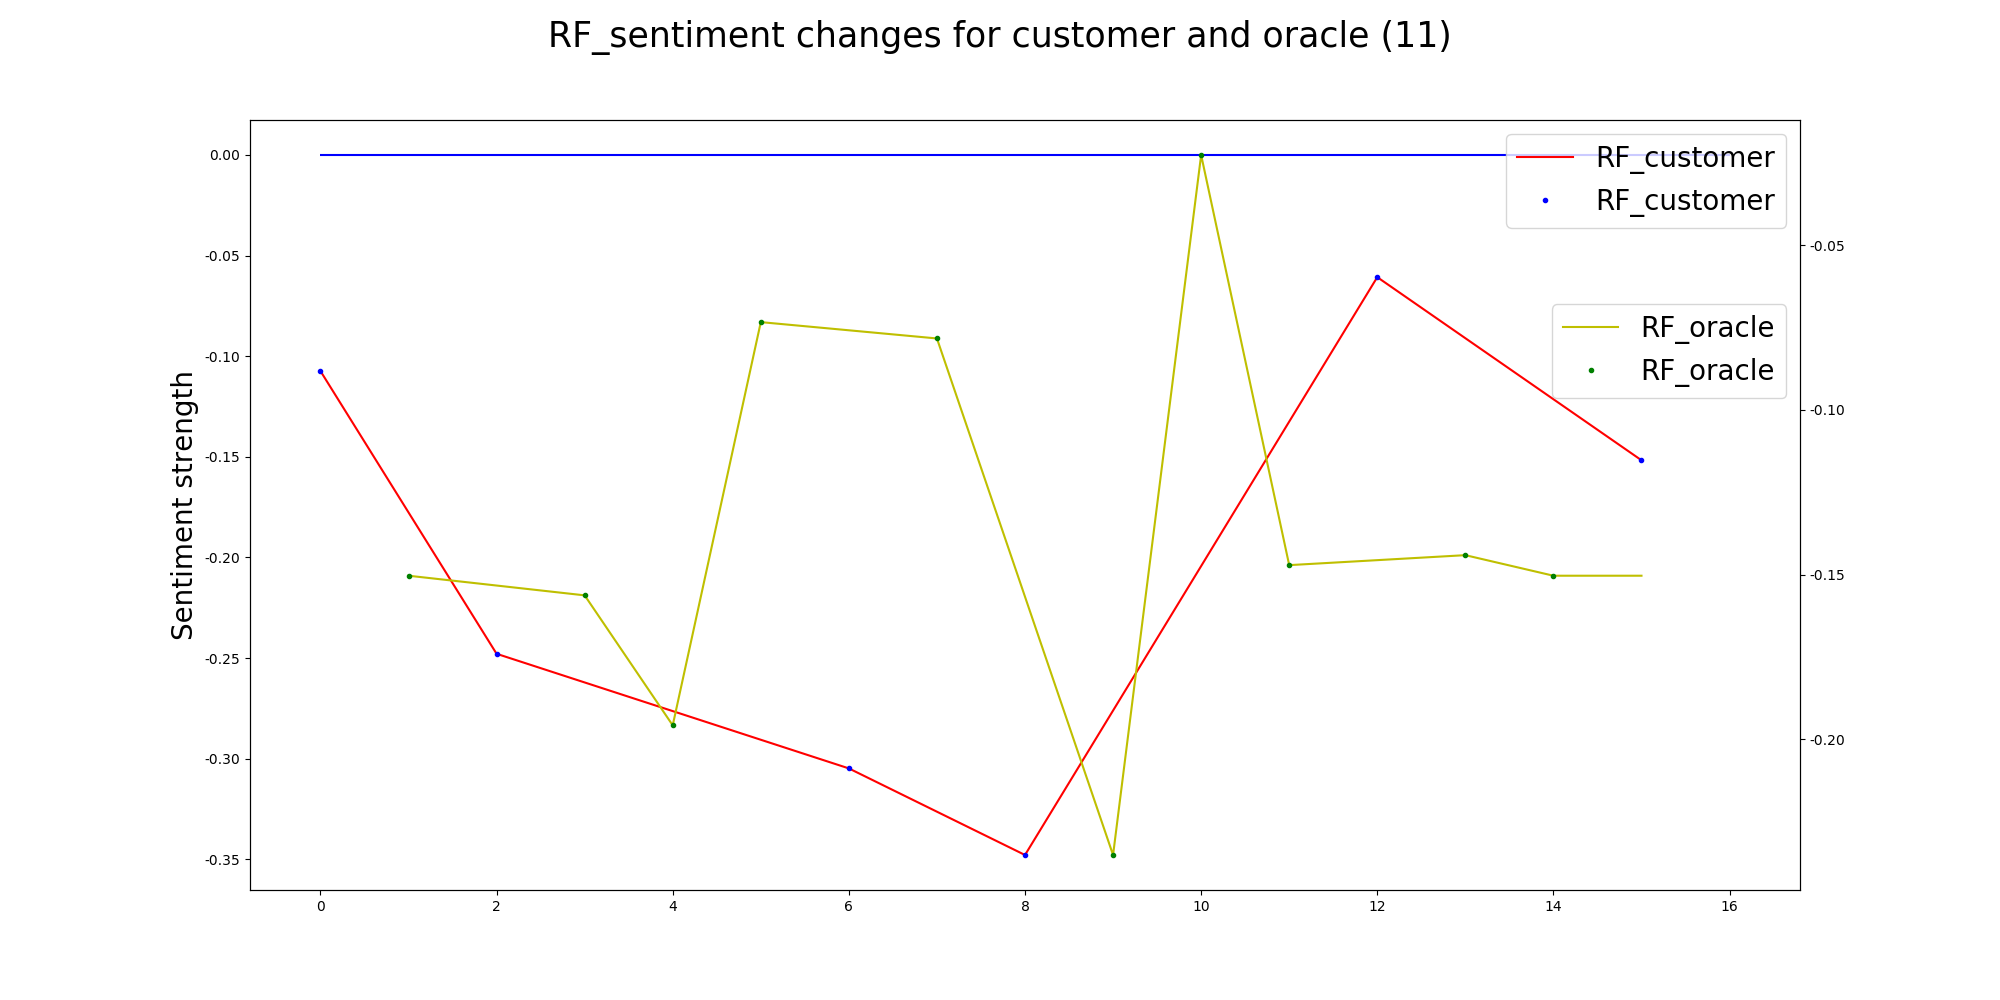 RF_sentiment changes for customer and oracle (11)
Sentiment strength
0.00
-0.05
-0.10
-0.15
-0.20
-0.25
-0.30
-0.35
0 2 4 6 8 10 12 14 16
RF_customer
RF_customer
RF_oracle
RF_oracle
-0.05
-0.10
-0.15
-0.20